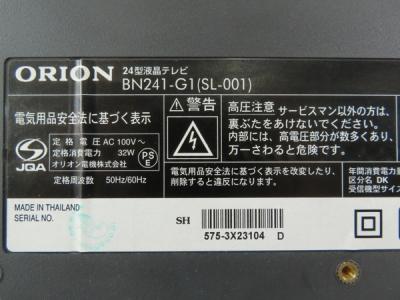 ORION
24型液晶テレビ
BN241-G1(SL-001)
電気用品安全法に基づく表示
JQA
定格電圧 AC 100V～
定格消費電力 32W
オリオン電機株式会社
定格周波数 50Hz/60Hz
PSE
警告
高圧注意 サービスマン以外の方は、
裏ぶたをあけないでください。
内部には、高電圧部分が数多くあり、
万一さわると危険です。
電気用品安全法に基づく表示を改変したり、
削除すると違反になります。
年間消費
区分名 DK
受信機型サイズ
MADE IN THAILAND
SERIAL NO.
SH
575-3X23104 D